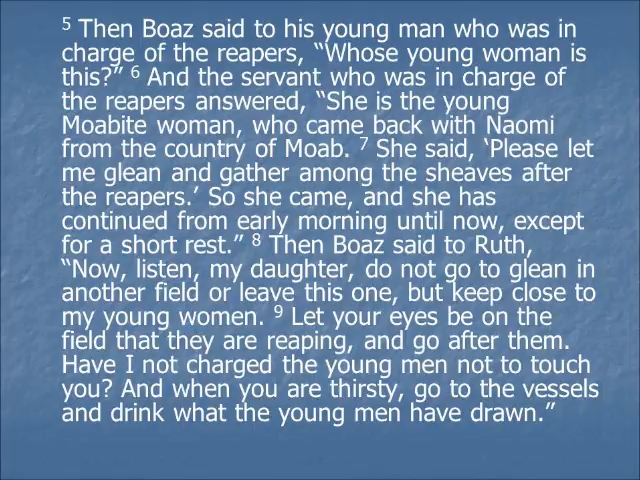 5 Then Boaz said to his young man who was in
charge of the reapers, “Whose young woman is
this?” 6 And the servant who was in charge of
the reapers answered, “She is the young
Moabite woman, who came back with Naomi
from the country of Moab. 7 She said, ‘Please let
me glean and gather among the sheaves after
the reapers.’ So she came, and she has
continued from early morning until now, except
for a short rest.” 8 Then Boaz said to Ruth,
“Now, listen, my daughter, do not go to glean in
another field or leave this one, but keep close to
my young women. 9 Let your eyes be on the
field that they are reaping, and go after them.
Have I not charged the young men not to touch
you? And when you are thirsty, go to the vessels
and drink what the young men have drawn.”